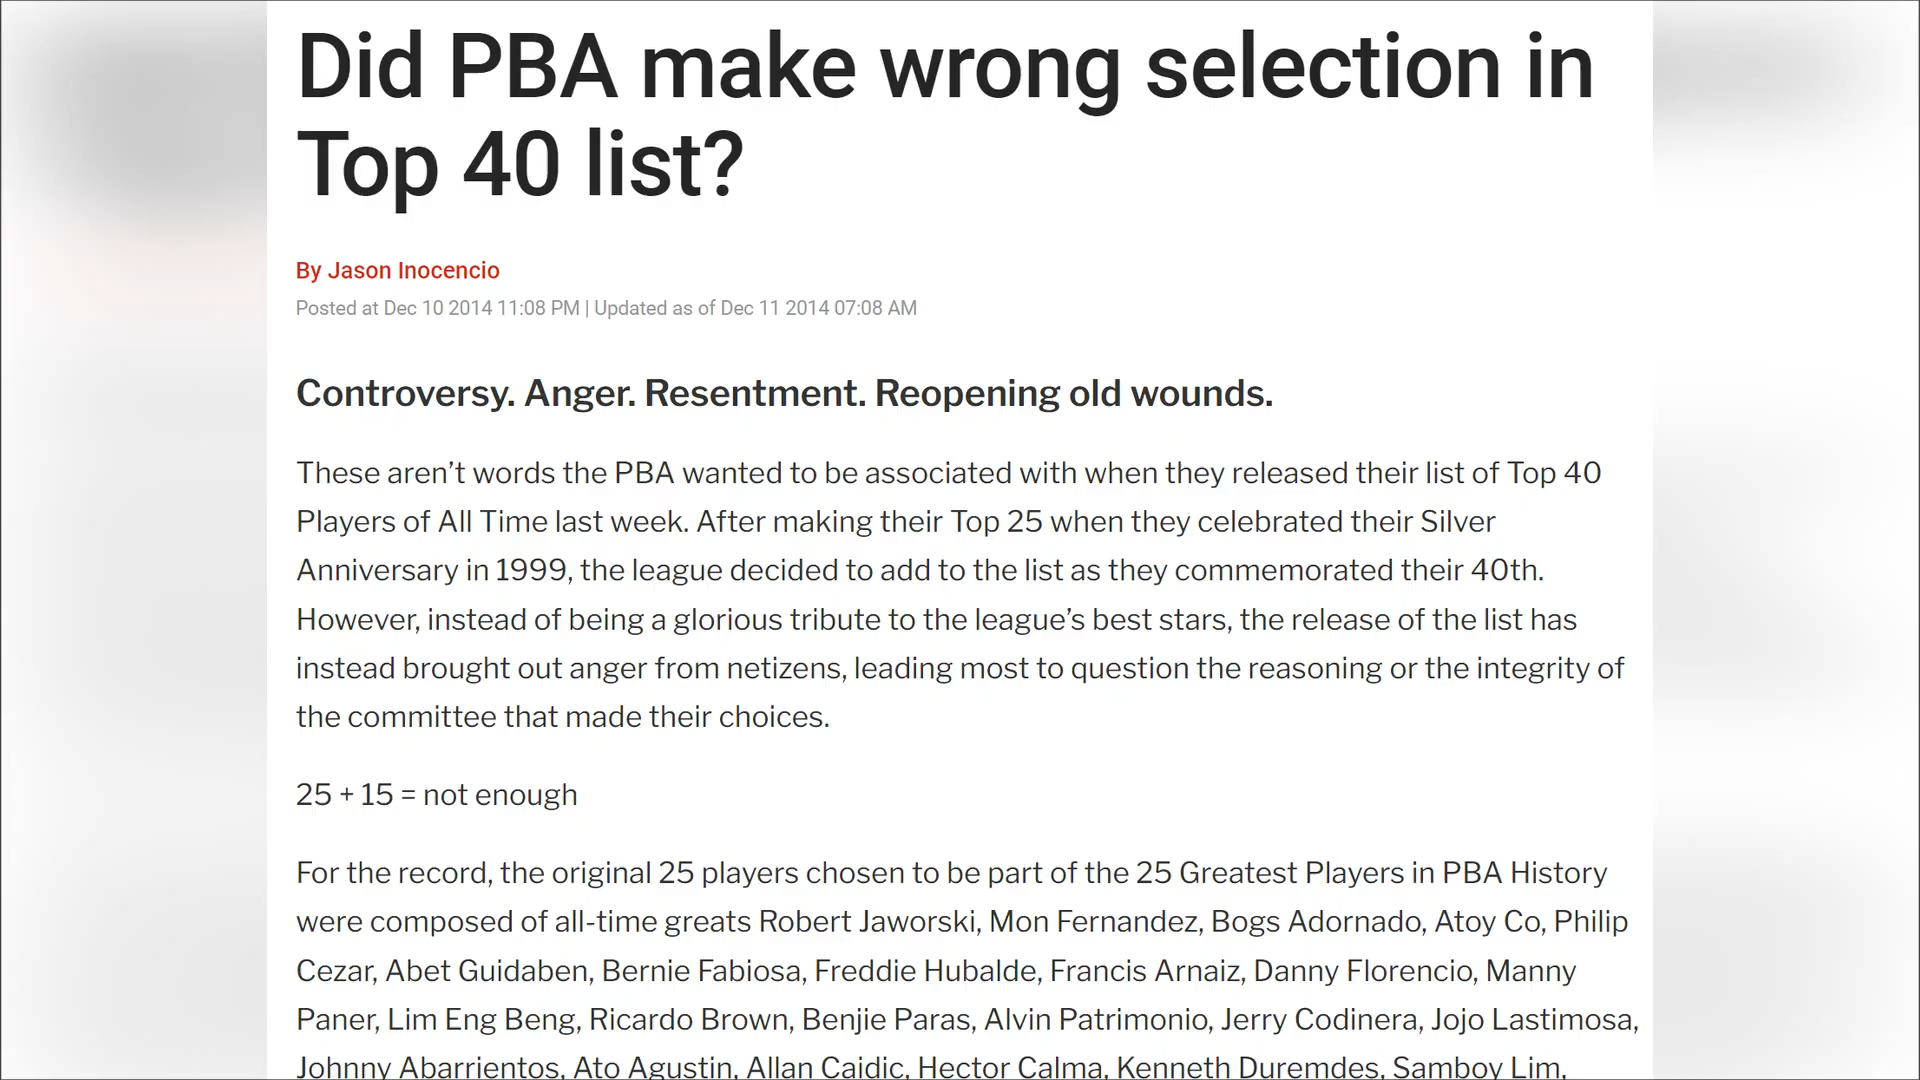 Did PBA make wrong selection in
Top 40 list?
By Jason Inocencio
Posted at Dec 10 2014 11:08 PM | Updated as of Dec 11 2014 07:08 AM
Controversy. Anger. Resentment. Reopening old wounds.
These aren’t words the PBA wanted to be associated with when they released their list of Top 40
Players of All Time last week. After making their Top 25 when they celebrated their Silver
Anniversary in 1999, the league decided to add to the list as they commemorated their 40th.
However, instead of being a glorious tribute to the league’s best stars, the release of the list has
instead brought out anger from netizens, leading most to question the reasoning or the integrity of
the committee that made their choices.
25 + 15 = not enough
For the record, the original 25 players chosen to be part of the 25 Greatest Players in PBA History
were composed of all-time greats Robert Jaworski, Mon Fernandez, Bogs Adornado, Atoy Co, Philip
Cezar, Abet Guidaben, Bernie Fabiosa, Freddie Hubalde, Francis Arnaiz, Danny Florencio, Manny
Paner, Lim Eng Beng, Ricardo Brown, Benjie Paras, Alvin Patrimonio, Jerry Codinera, Jojo Lastimosa,
Johnny Abarrientos, Ato Agustin, Allan Caidic, Hector Calma, Kenneth Duremdes, Samboy Lim,